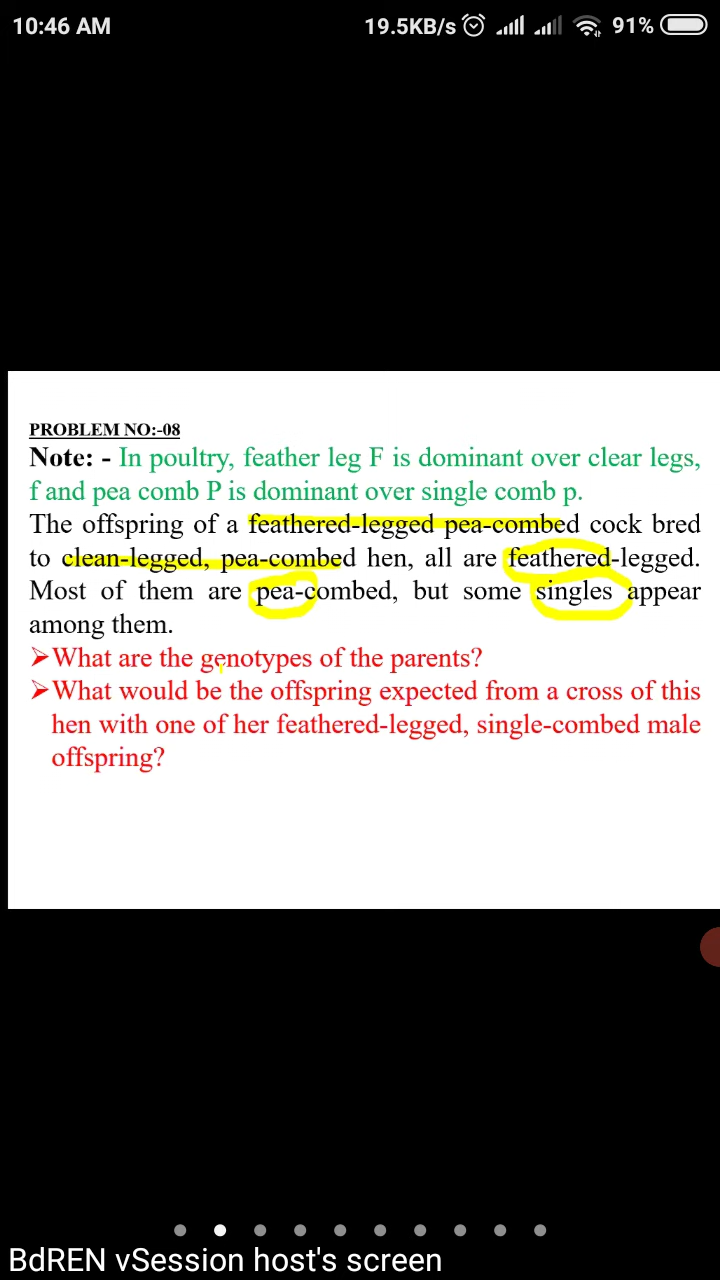 10:46 AM 19.5KB/s 91%
PROBLEM NO:-08
Note: - In poultry, feather leg F is dominant over clear legs,
f and pea comb P is dominant over single comb p.
The offspring of a feathered-legged pea-combed cock bred
to clean-legged, pea-combed hen, all are feathered-legged.
Most of them are pea-combed, but some singles appear
among them.
➢What are the genotypes of the parents?
➢What would be the offspring expected from a cross of this
hen with one of her feathered-legged, single-combed male
offspring?
BdREN vSession host's screen